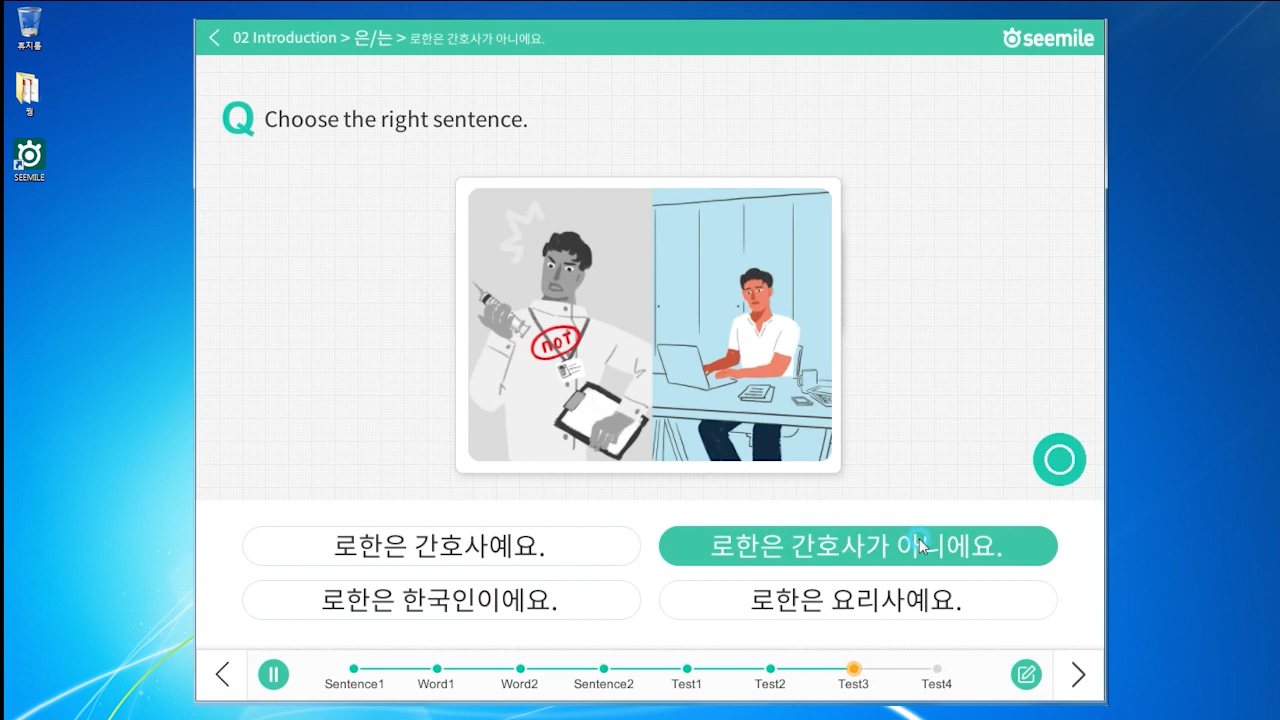 휴지통
02 Introduction > 은/는 > 로한은 간호사가 아니에요.
seemile
Q Choose the right sentence.
SEEMILE
not
로한은 간호사예요.
로한은 간호사가 아니에요.
로한은 한국인이에요.
로한은 요리사예요.
Sentence1
Word1
Word2
Sentence2
Test1
Test2
Test3
Test4